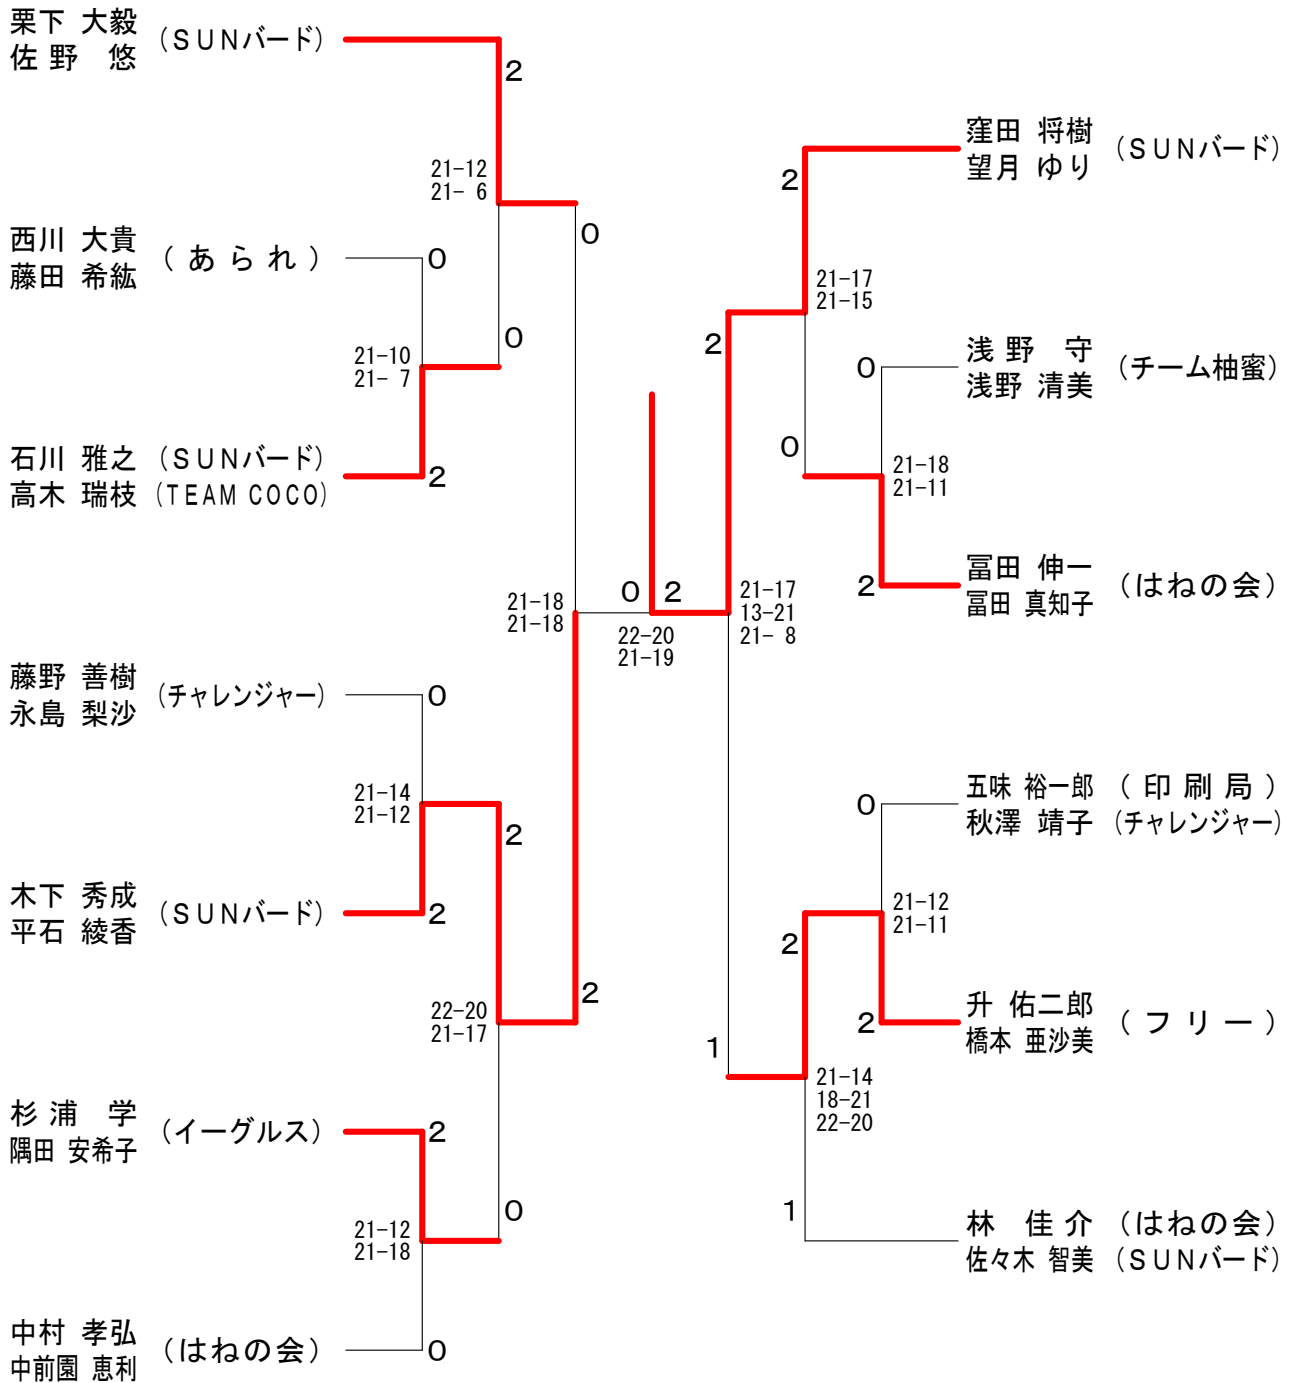 栗下 大毅 (SUNバード)
佐野 悠
2
21-12
21- 6
西川 大貴 (あられ)
藤田 希紘
0
0
21-10
21- 7
0
石川 雅之 (SUNバード)
高木 瑞枝 (TEAM COCO)
2
21-18
21-18
藤野 善樹 (チャレンジャー)
永島 梨沙
0
21-14
21-12
2
木下 秀成 (SUNバード)
平石 綾香
2
22-20
21-17
2
杉浦 学 (イーグルス)
隅田 安希子
2
21-12
21-18
0
中村 孝弘 (はねの会)
中前園 恵利
0
0 2
22-20
21-19
窪田 将樹 (SUNバード)
望月 ゆり
2
21-17
21-15
2
浅野 守 (チーム柚蜜)
浅野 清美
0
0
21-18
21-11
冨田 伸一 (はねの会)
冨田 真知子
2
21-17
13-21
21- 8
五味 裕一郎 (印刷局)
秋澤 靖子 (チャレンジャー)
0
21-12
21-11
2
升 佑二郎 (フリー)
橋本 亜沙美
2
1
21-14
18-21
22-20
1
林 佳介 (はねの会)
佐々木 智美 (SUNバード)